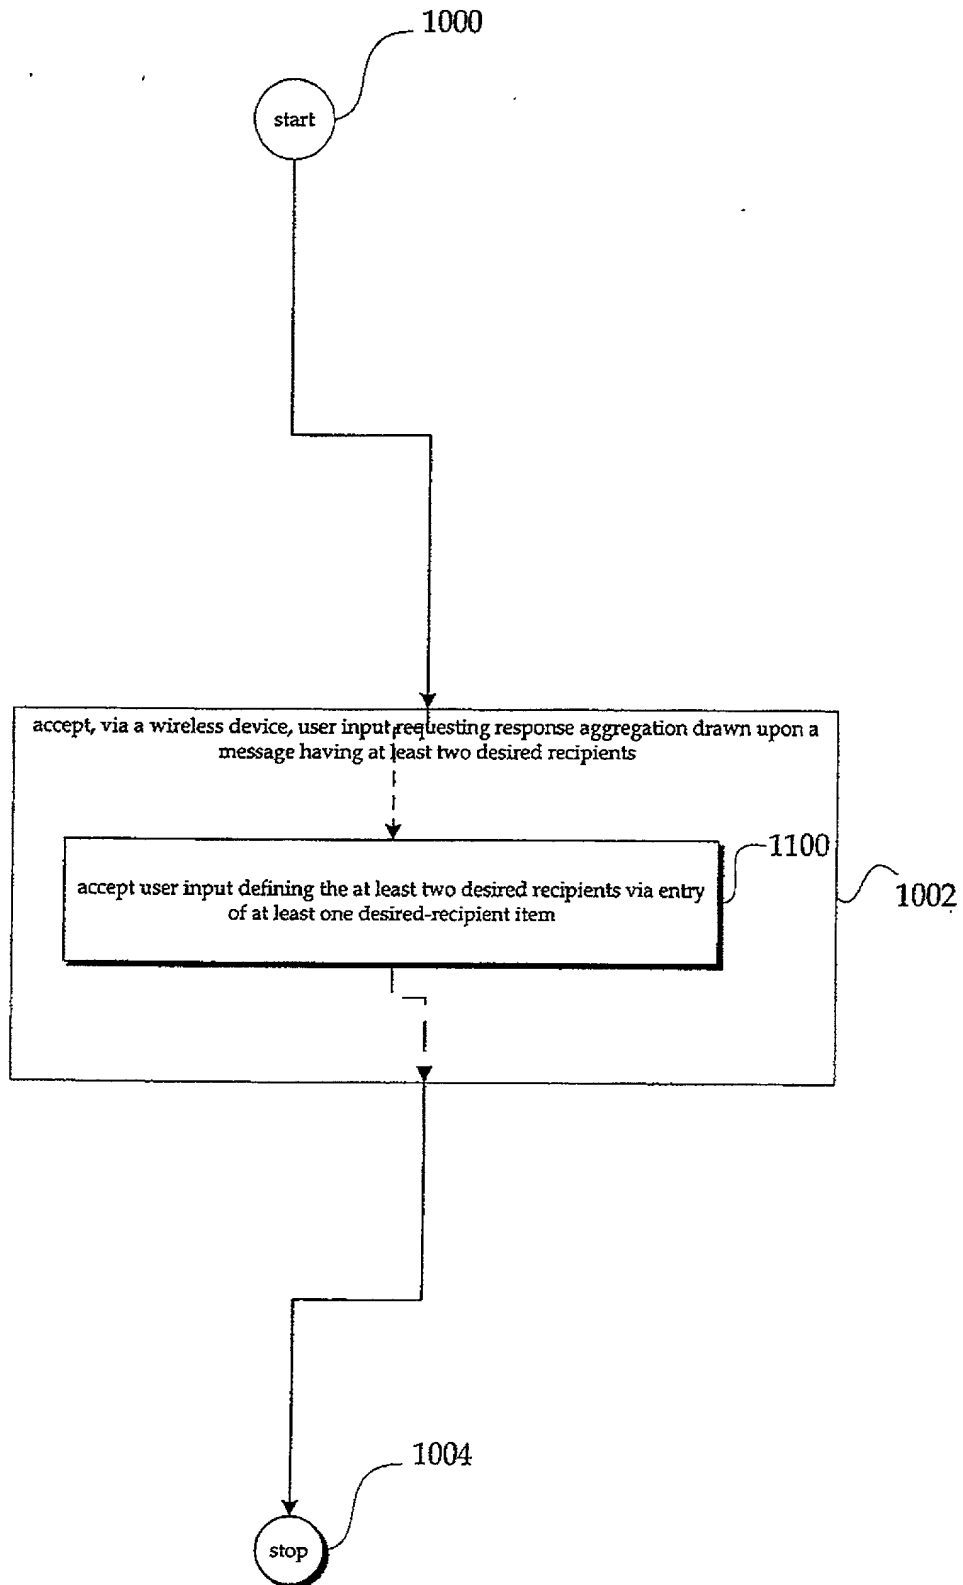 1000
start
accept, via a wireless device, user input requesting response aggregation drawn upon a
message having at least two desired recipients
1100
accept user input defining the at least two desired recipients via entry
of at least one desired-recipient item
1002
1004
stop